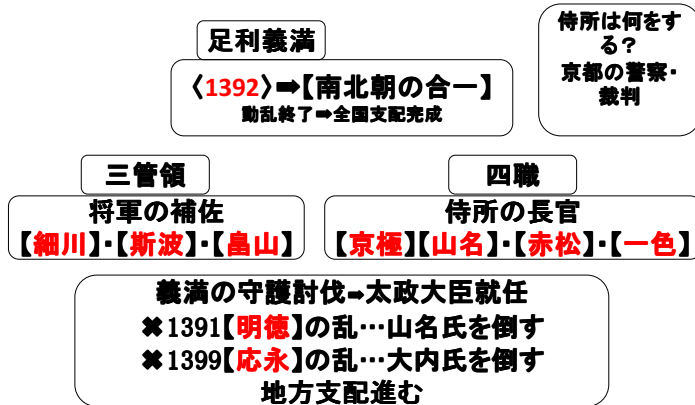 足利義満
〈1392〉➡【南北朝の合一】
動乱終了➡全国支配完成
侍所は何をす
る？
京都の警察・
裁判
三管領
将軍の補佐
【細川】・【斯波】・【畠山】
四職
侍所の長官
【京極】【山名】・【赤松】・【一色】
義満の守護討伐➡太政大臣就任
✖1391【明徳】の乱…山名氏を倒す
✖1399【応永】の乱…大内氏を倒す
地方支配進む